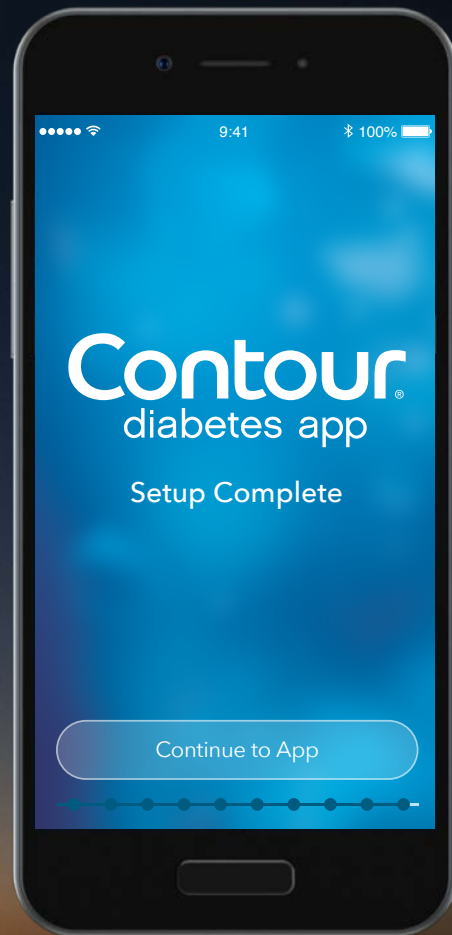 9:41
100%
Contour®
diabetes app
Setup Complete
Continue to App